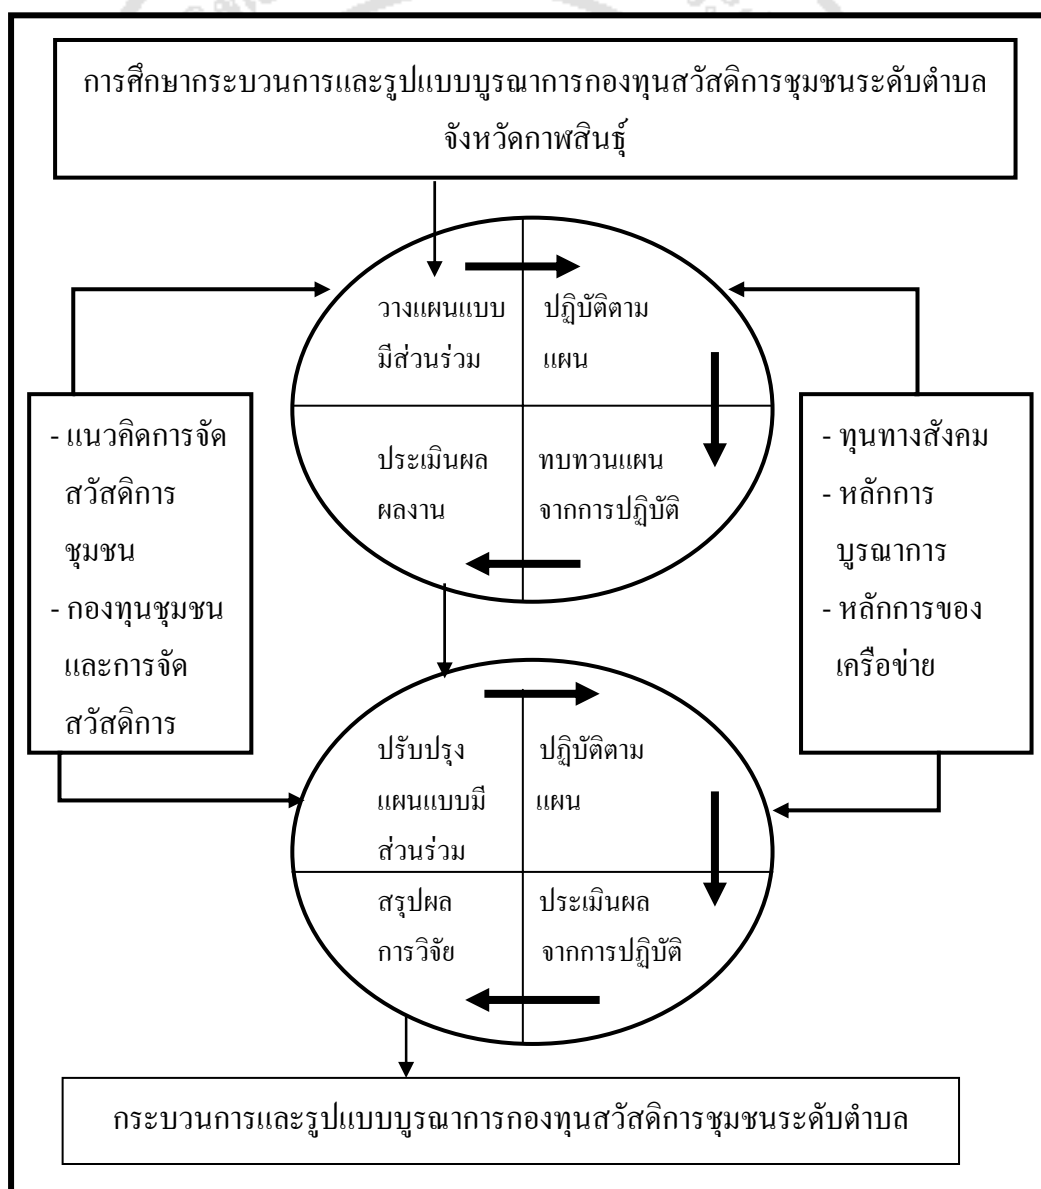 การศึกษากระบวนการและรูปแบบบูรณาการกองทุนสวัสดิการชุมชนระดับตำบล
จังหวัดกาฬสินธุ์
วางแผนแบบ
มีส่วนร่วม
ปฏิบัติตาม
แผน
ประเมินผล
ผลงาน
ทบทวนแผน
จากการปฏิบัติ
- แนวคิดการจัด
สวัสดิการ
ชุมชน
- กองทุนชุมชน
และการจัด
สวัสดิการ
- ทุนทางสังคม
- หลักการ
บูรณาการ
- หลักการของ
เครือข่าย
ปรับปรุง
แผนแบบมี
ส่วนร่วม
ปฏิบัติตาม
แผน
สรุปผล
การวิจัย
ประเมินผล
จากการปฏิบัติ
กระบวนการและรูปแบบบูรณาการกองทุนสวัสดิการชุมชนระดับตำบล